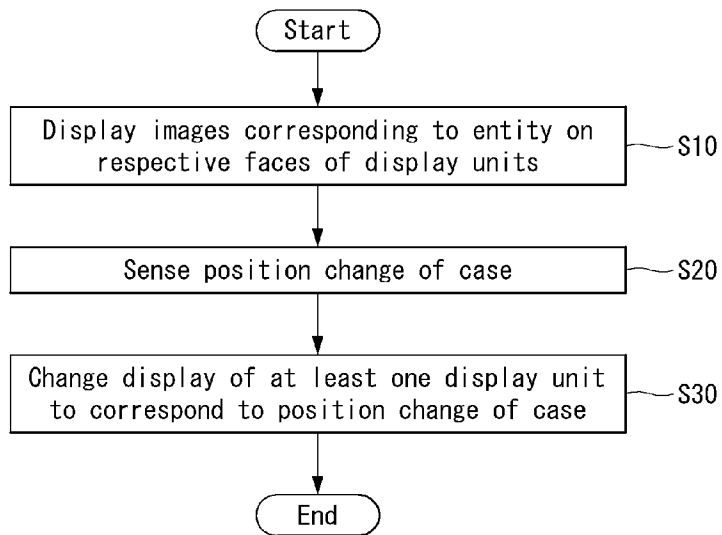 Start
Display images corresponding to entity on
respective faces of display units
S10
Sense position change of case
S20
Change display of at least one display unit
to correspond to position change of case
S30
End